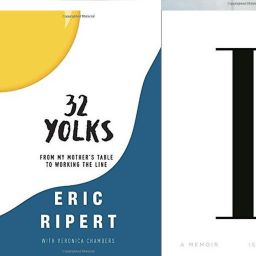 32
YOLKS
FROM MY MOTHER'S TABLE
TO WORKING THE LINE
ERIC
RIPERT
WITH VERONICA CHAMBERS
A MEMOIR